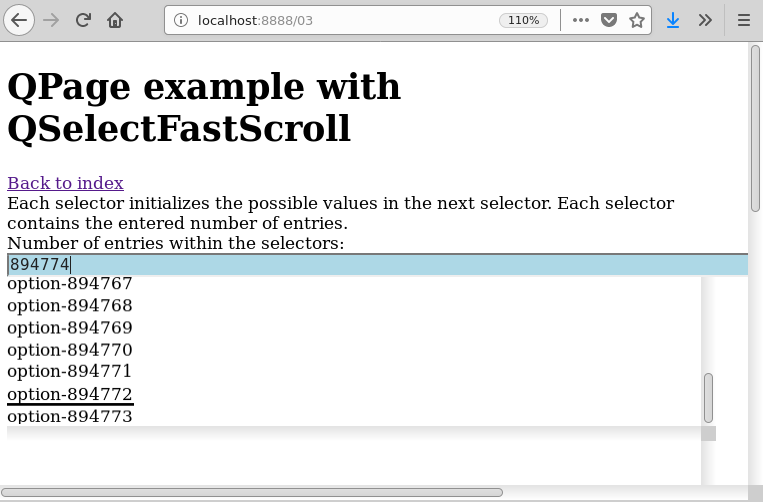 localhost:8888/03
110%
QPage example with
QSelectFastScroll
Back to index
Each selector initializes the possible values in the next selector. Each selector
contains the entered number of entries.
Number of entries within the selectors:
894774
option-894767
option-894768
option-894769
option-894770
option-894771
option-894772
option-894773